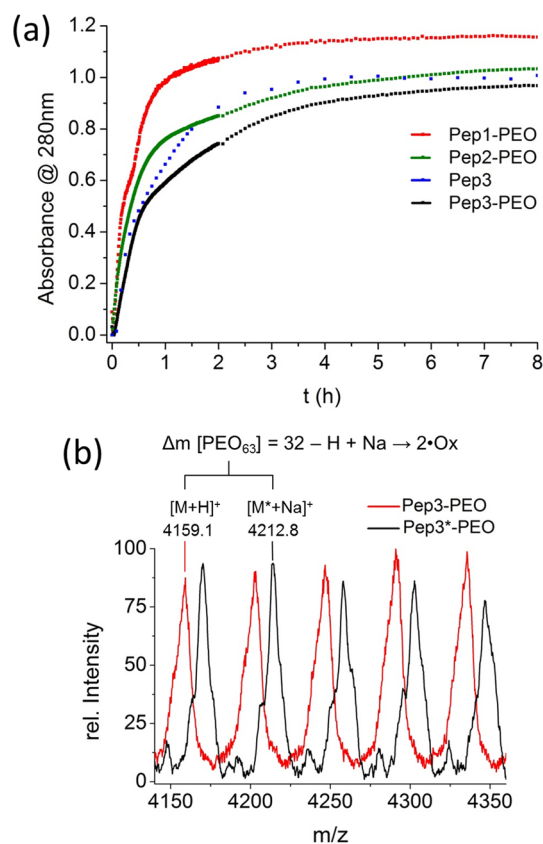 (a)
Absorbance @ 280nm
1.2
1.0
0.8
0.6
0.4
0.2
0.0
Pep1-PEO
Pep2-PEO
Pep3
Pep3-PEO
0 1 2 3 4 5 6 7 8
t (h)
(b)
Δm [PEO63] = 32 – H + Na → 2•Ox
[M+H]+ [M*+Na]+
4159.1 4212.8
Pep3-PEO
Pep3*-PEO
rel. Intensity
100
75
50
25
0
4150 4200 4250 4300 4350
m/z